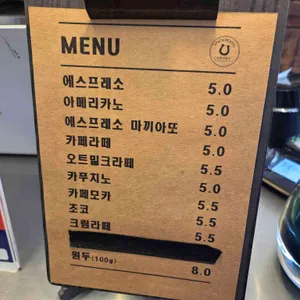 MENU
에스프레소 5.0
아메리카노 5.0
에스프레소 마끼아또 5.0
카페라떼 5.0
오트밀크라떼 5.5
카푸치노 5.0
카페모카 5.5
초코 5.5
크림라떼 5.5
원두(100g) 8.0